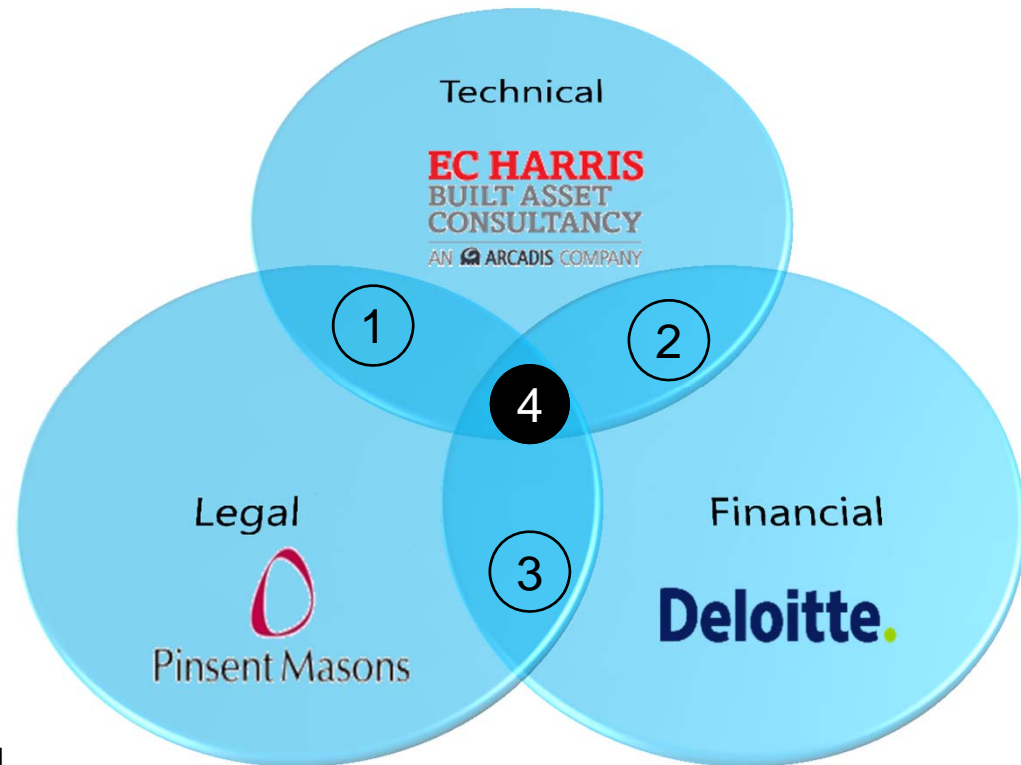 Technical
EC HARRIS
BUILT ASSET
CONSULTANCY
AN ARCADIS COMPANY
1
2
4
Legal
Financial
3
Pinsent Masons
Deloitte.